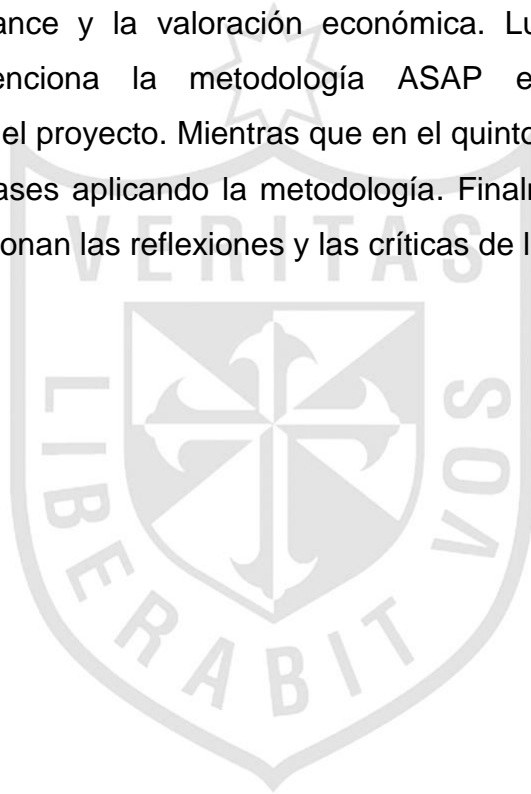 ance y la valoración económica. Lu
enciona la metodología ASAP e
el proyecto. Mientras que en el quinto
ases aplicando la metodología. Final
onan las reflexiones y las críticas de l
VERITAS
LIBERABIT
VOS